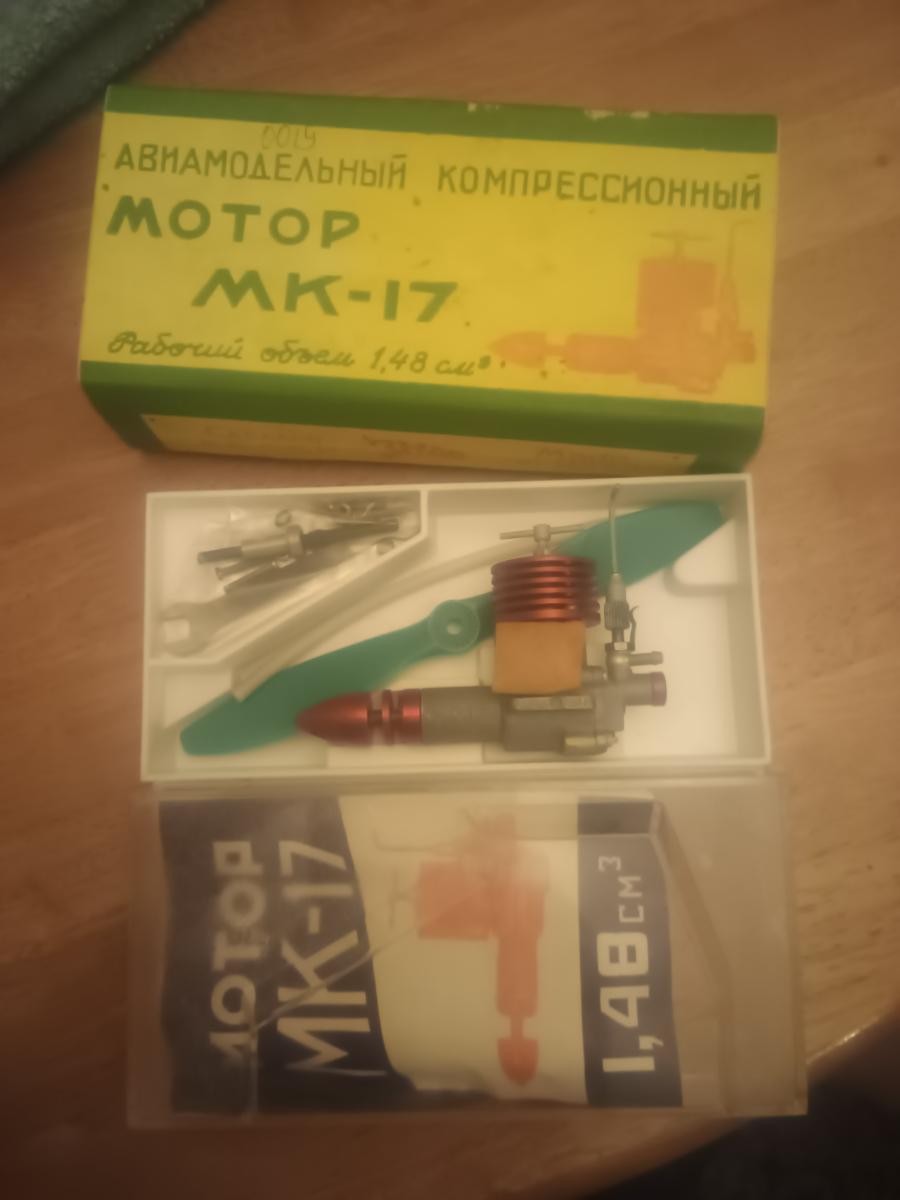 0019
АВИАМОДЕЛЬНЫЙ КОМПРЕССИОННЫЙ
МОТОР
МК-17
Рабочий объем 1,48 см³
МОТОР
МК-17
1,48 СМ³